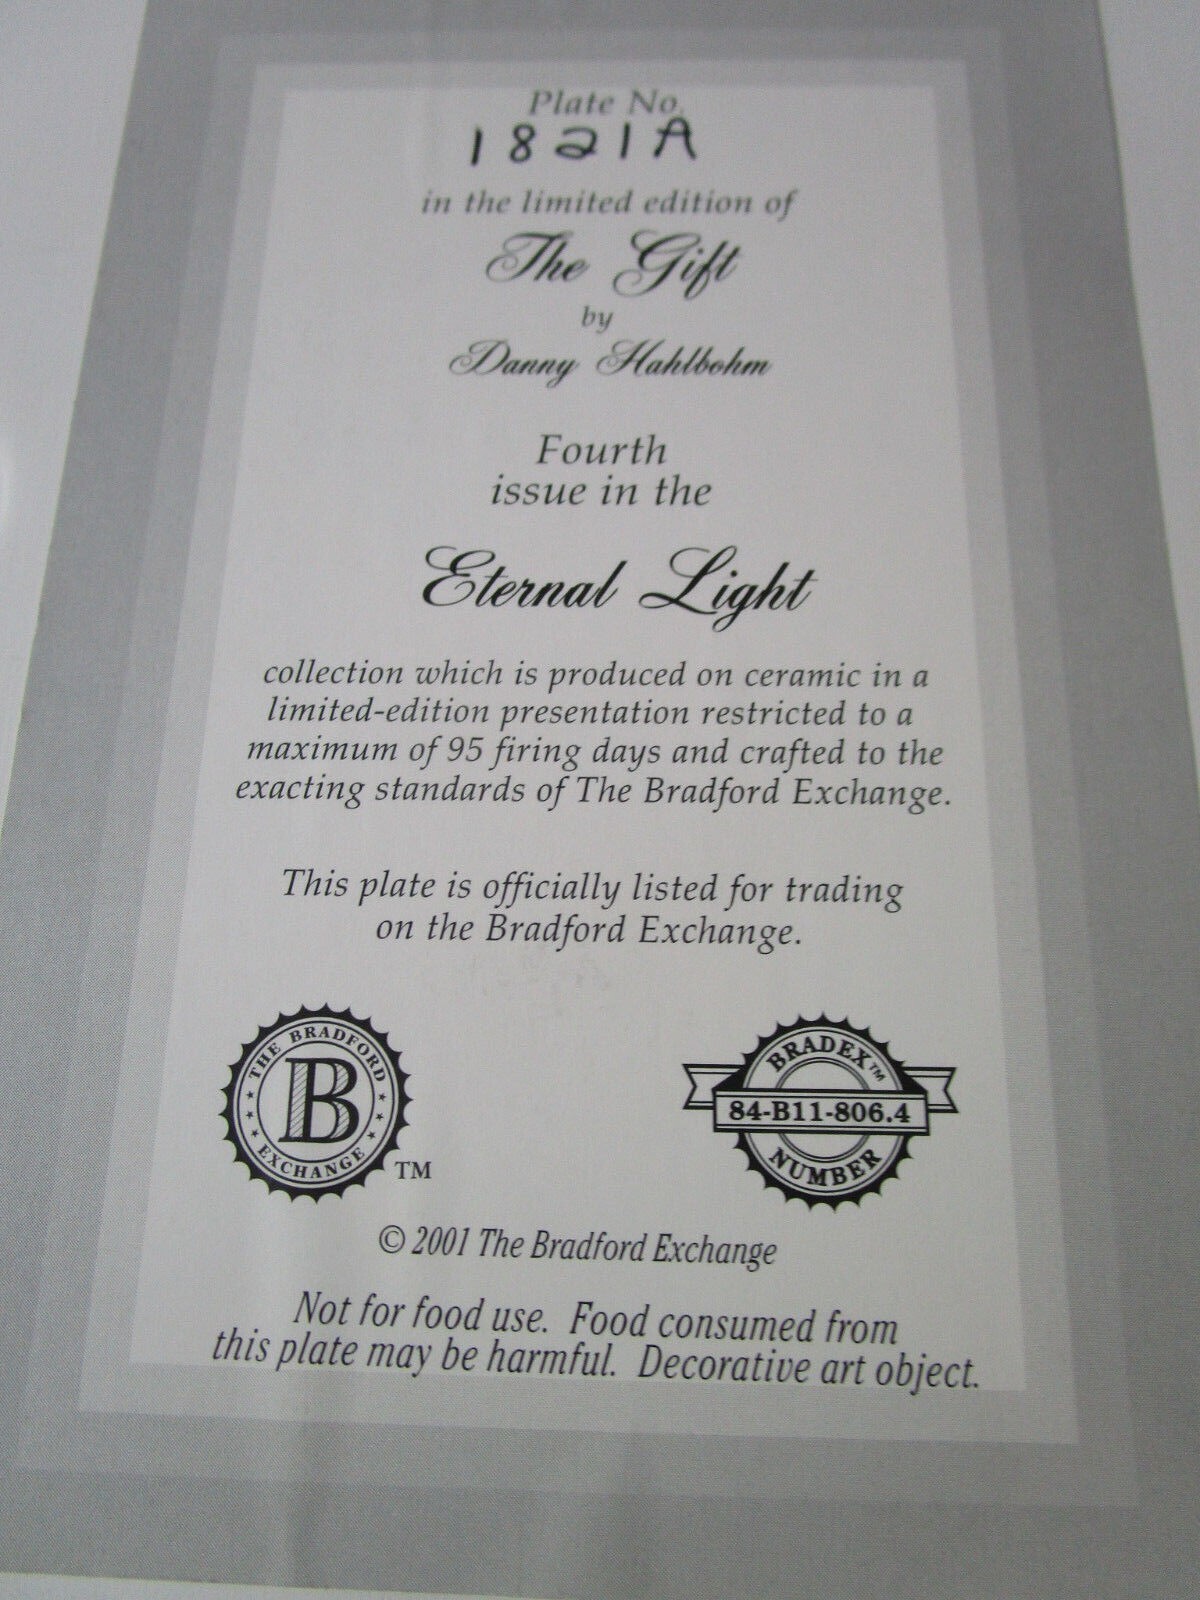 Plate No.
1821A
in the limited edition of
The Gift
by
Danny Hahlbohm
Fourth
issue in the
Eternal Light
collection which is produced on ceramic in a
limited-edition presentation restricted to a
maximum of 95 firing days and crafted to the
exacting standards of The Bradford Exchange.
This plate is officially listed for trading
on the Bradford Exchange.
THE BRADFORD
B
EXCHANGE
TM
BRADEX™
84-B11-806.4
NUMBER
© 2001 The Bradford Exchange
Not for food use. Food consumed from
this plate may be harmful. Decorative art object.